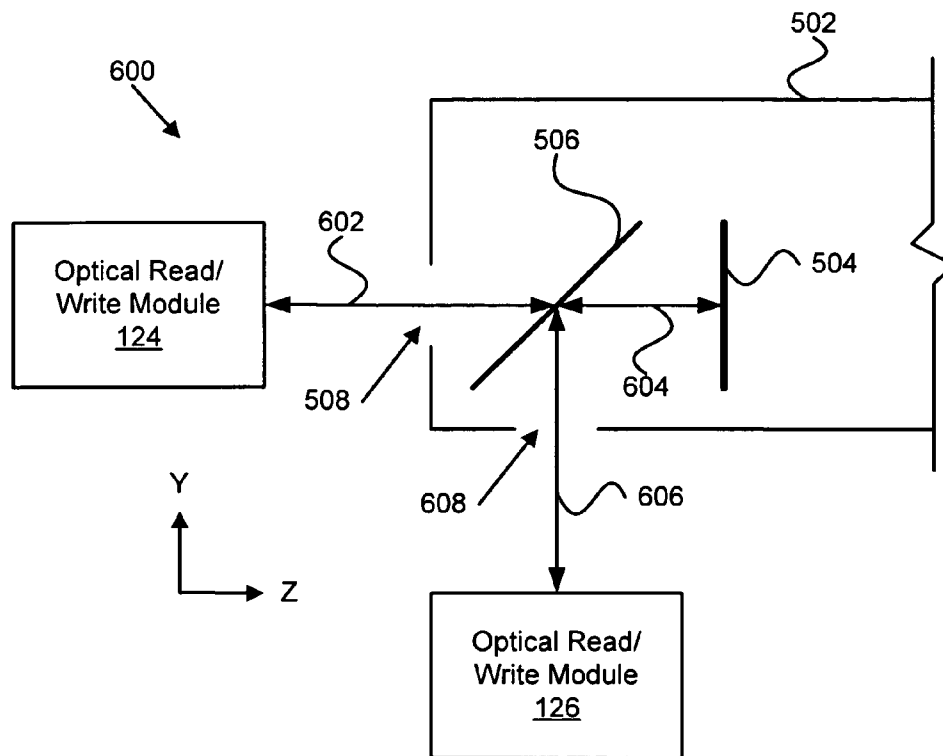 502
600
506
602
Optical Read/
Write Module
124
504
508
604
608
606
Y
Z
Optical Read/
Write Module
126